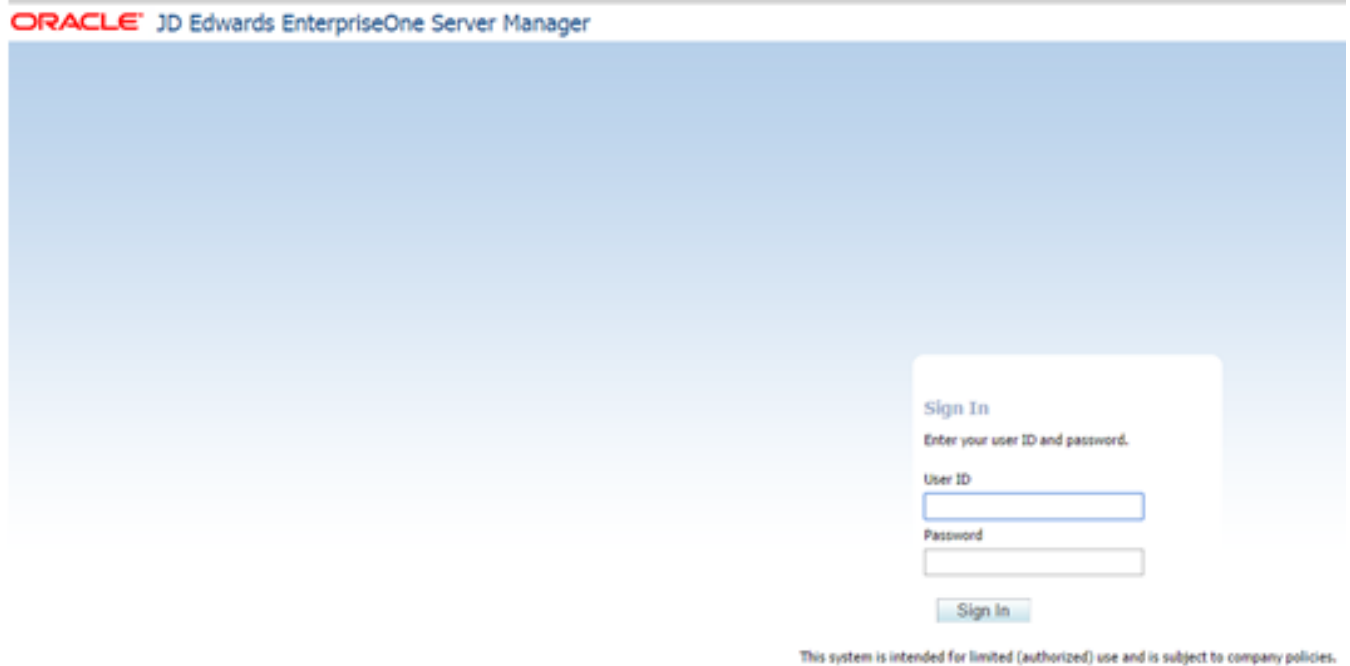 ORACLE JD Edwards EnterpriseOne Server Manager
Sign In
Enter your user ID and password.
User ID
Password
Sign In
This system is intended for limited (authorized) use and is subject to company policies.